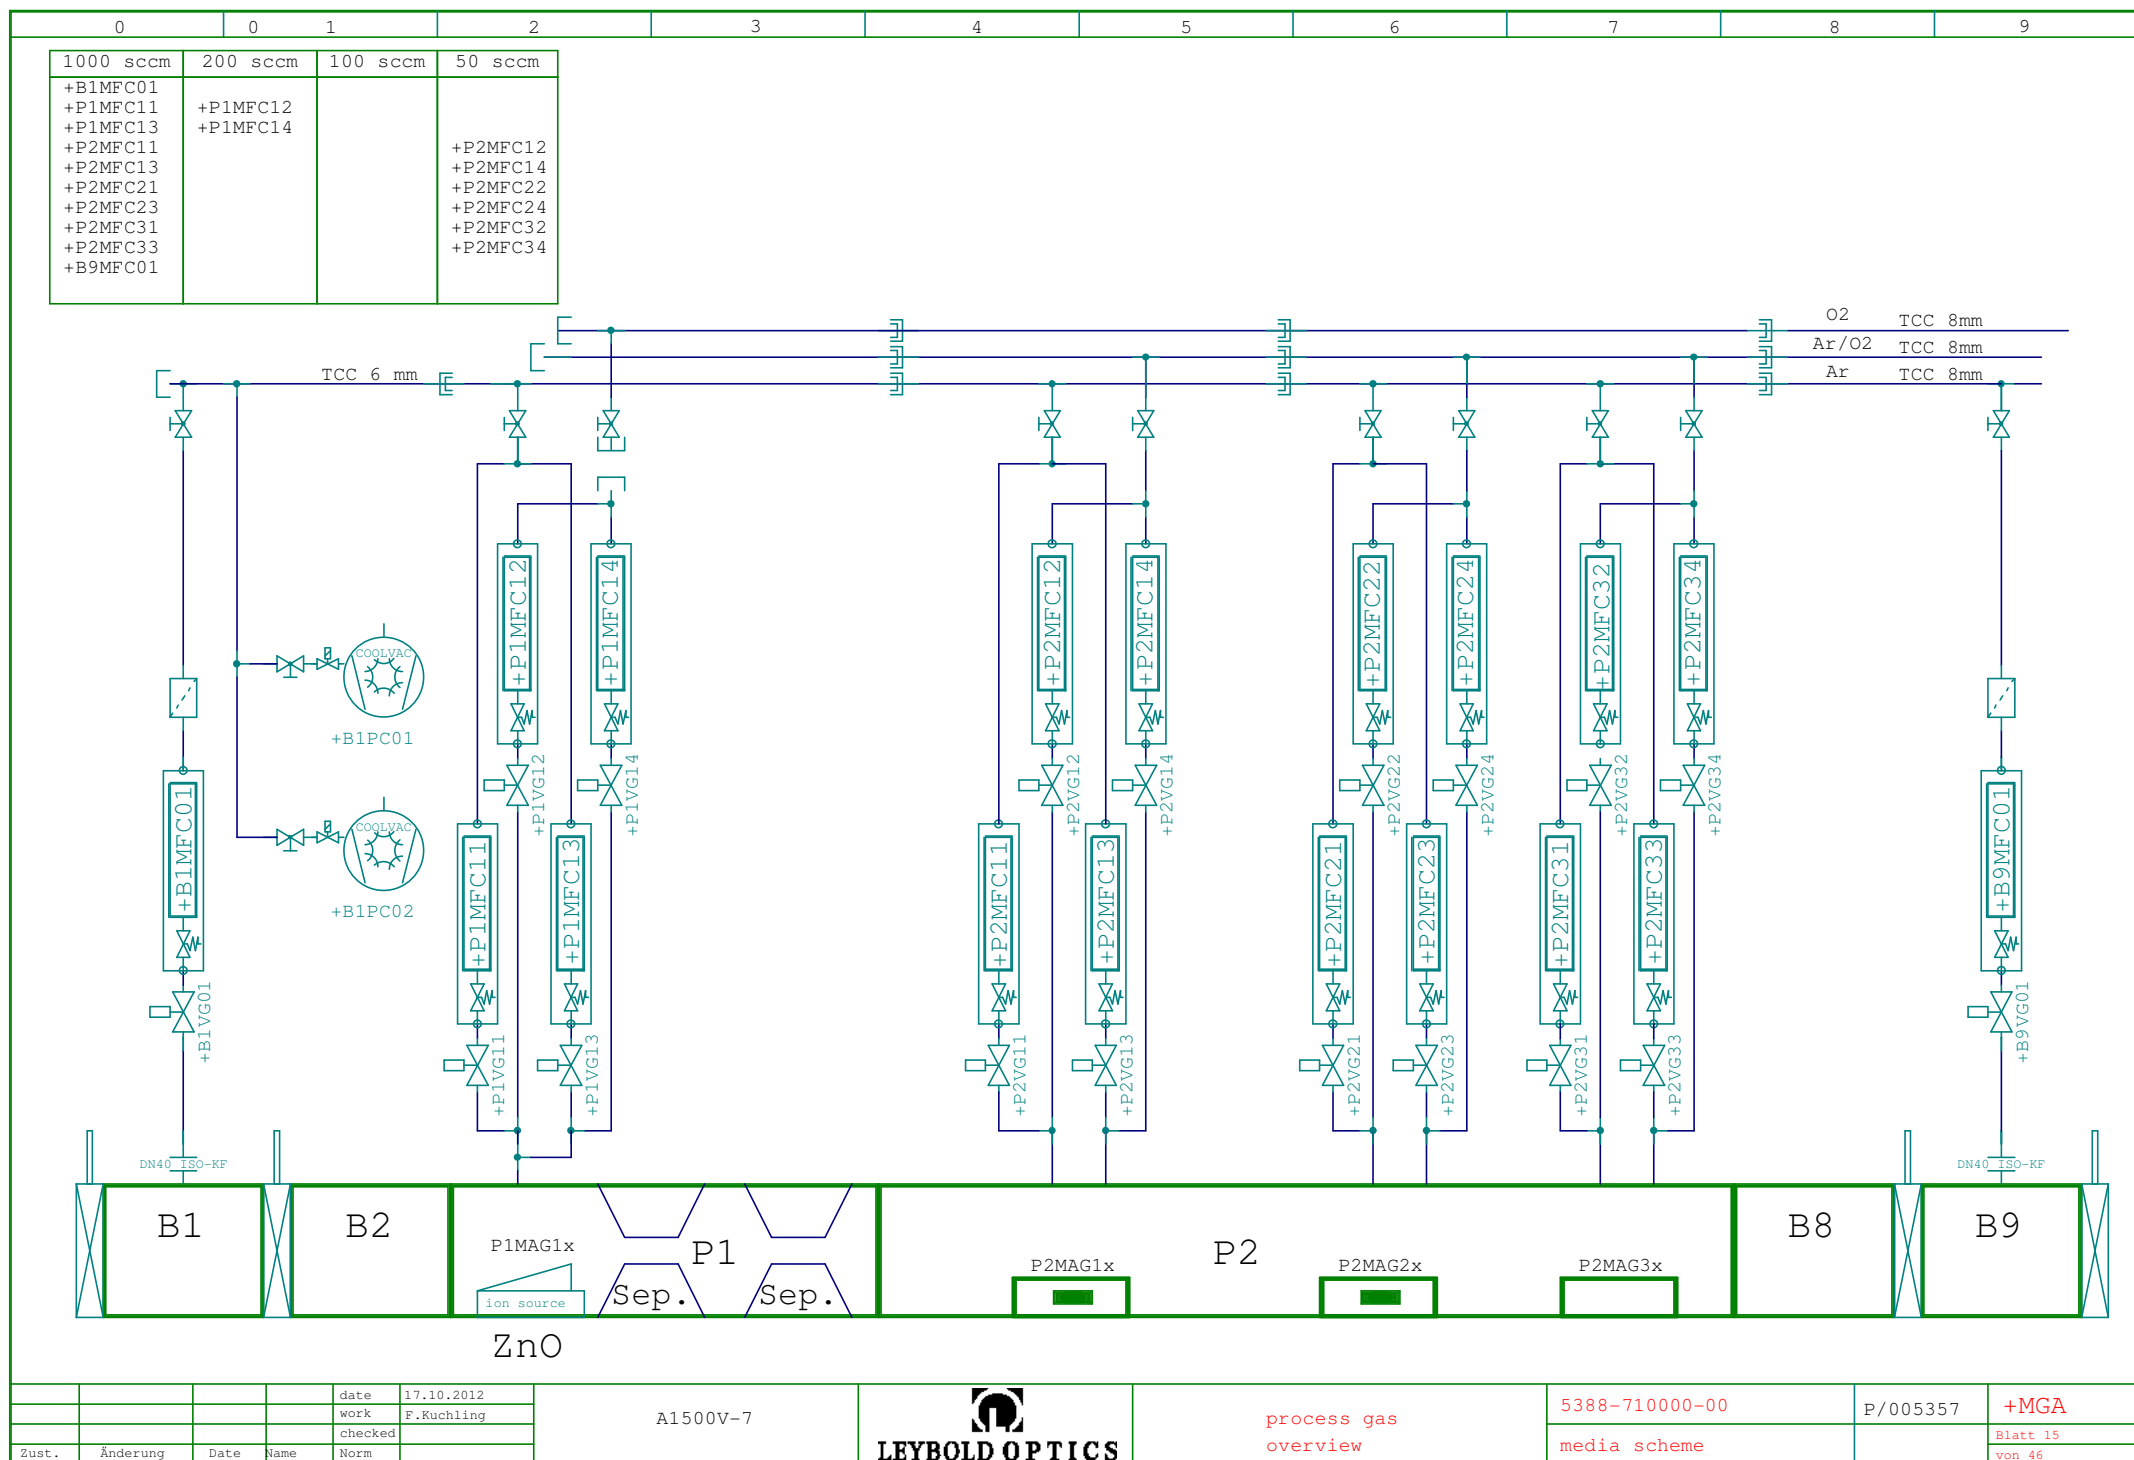 0 0 1 2 3 4 5 6 7 8 9
1000 sccm 200 sccm 100 sccm 50 sccm
+B1MFC01
+P1MFC11 +P1MFC12
+P1MFC13 +P1MFC14
+P2MFC11 +P2MFC12
+P2MFC13 +P2MFC14
+P2MFC21 +P2MFC22
+P2MFC23 +P2MFC24
+P2MFC31 +P2MFC32
+P2MFC33 +P2MFC34
+B9MFC01
O2 TCC 8mm
Ar/O2 TCC 8mm
TCC 6 mm
Ar TCC 8mm
+P1MFC12
+P1MFC14
+P2MFC12
+P2MFC14
+P2MFC22
+P2MFC24
+P2MFC32
+P2MFC34
COOLVAC
+B1PC01
+P1VG12
+P1VG14
+P2VG12
+P2VG14
+P2VG22
+P2VG24
+P2VG32
+P2VG34
COOLVAC
+B1PC02
+B1MFC01
+P1MFC11
+P1MFC13
+P2MFC11
+P2MFC13
+P2MFC21
+P2MFC23
+P2MFC31
+P2MFC33
+B9MFC01
+B1VG01
+P1VG11
+P1VG13
+P2VG11
+P2VG13
+P2VG21
+P2VG23
+P2VG31
+P2VG33
+B9VG01
DN40 ISO-KF
DN40 ISO-KF
B1
B2
P1MAG1x
P1
ion source
Sep.
Sep.
ZnO
P2
P2MAG1x
P2MAG2x
P2MAG3x
B8
B9
date 17.10.2012
work F.Kuchling
checked
Zust. Änderung Date Name Norm
A1500V-7
LEYBOLD OPTICS
process gas
overview
5388-710000-00
media scheme
P/005357
+MGA
Blatt 15
von 46